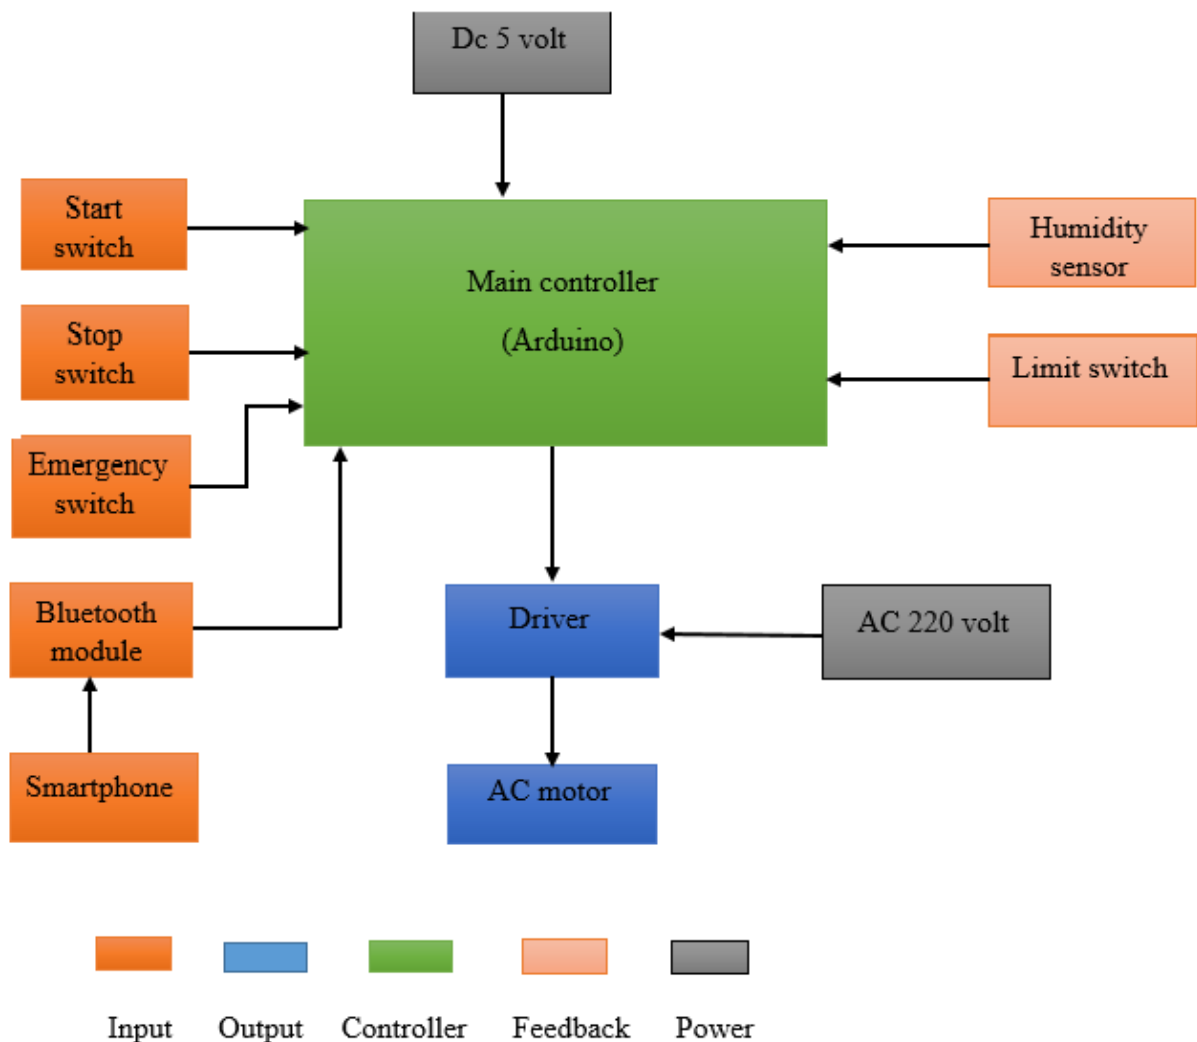 Dc 5 volt
Start
switch
Stop
switch
Emergency
switch
Bluetooth
module
Smartphone
Main controller
(Arduino)
Humidity
sensor
Limit switch
Driver
AC 220 volt
AC motor
Input
Output
Controller
Feedback
Power